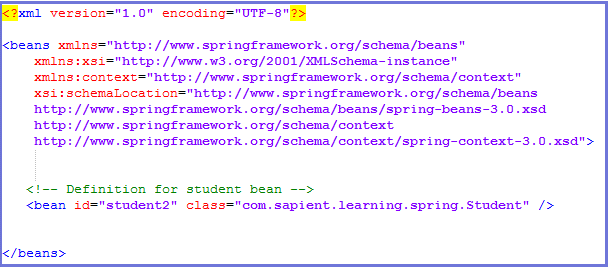 <?xml version="1.0" encoding="UTF-8"?>
<beans xmlns="http://www.springframework.org/schema/beans"
xmlns:xsi="http://www.w3.org/2001/XMLSchema-instance"
xmlns:context="http://www.springframework.org/schema/context"
xsi:schemaLocation="http://www.springframework.org/schema/beans
http://www.springframework.org/schema/beans/spring-beans-3.0.xsd
http://www.springframework.org/schema/context
http://www.springframework.org/schema/context/spring-context-3.0.xsd">
<!-- Definition for student bean -->
<bean id="student2" class="com.sapient.learning.spring.Student" />
</beans>